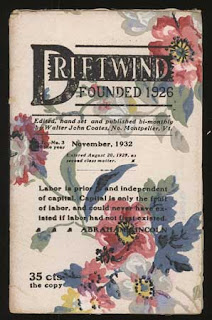 DRIFTWIND
FOUNDED 1926
Edited, hand set and published bi-monthly
by Walter John Coates, No. Montpelier, Vt.
No. 3
November, 1932
Entered August 20, 1929, as
second class matter.
Labor is prior to and independent
of capital. Capital is only the fruit
of labor, and could never have ex-
isted if labor had not first existed.
ABRAHAM LINCOLN
35 cts.
the copy